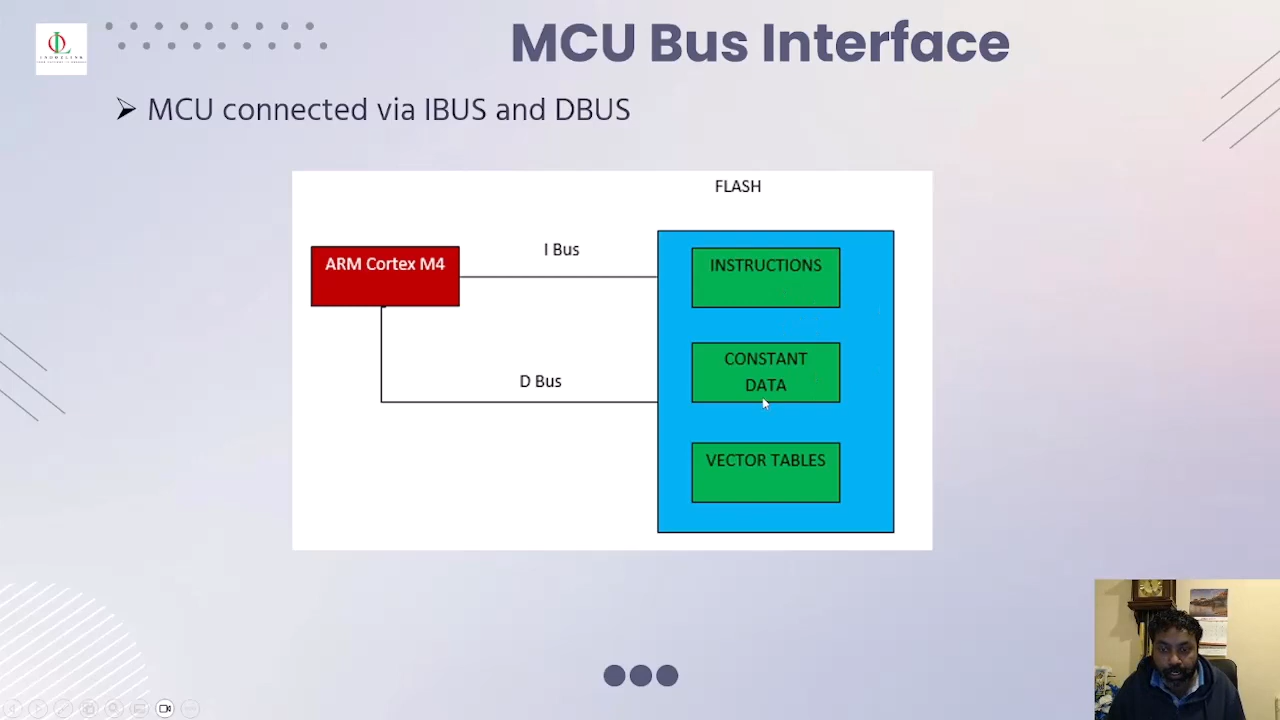 MCU Bus Interface
➢ MCU connected via IBUS and DBUS
FLASH
ARM Cortex M4
I Bus
INSTRUCTIONS
D Bus
CONSTANT
DATA
VECTOR TABLES